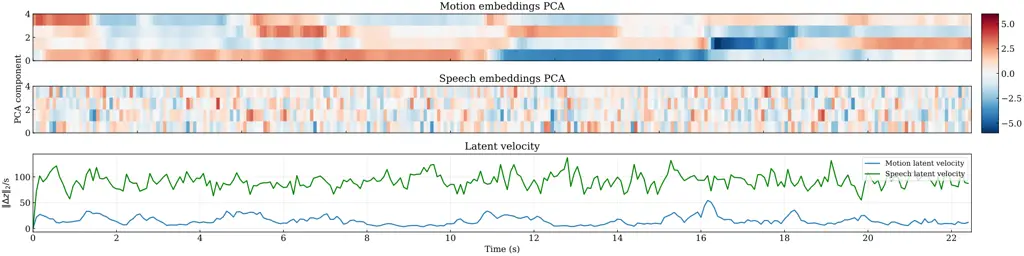 Motion embeddings PCA
4
2
0
5.0
2.5
0.0
−2.5
−5.0
PCA component
Speech embeddings PCA
4
2
0
Latent velocity
‖Δz‖₂/s
100
50
0
Motion latent velocity
Speech latent velocity
0 2 4 6 8 10 12 14 16 18 20 22
Time (s)